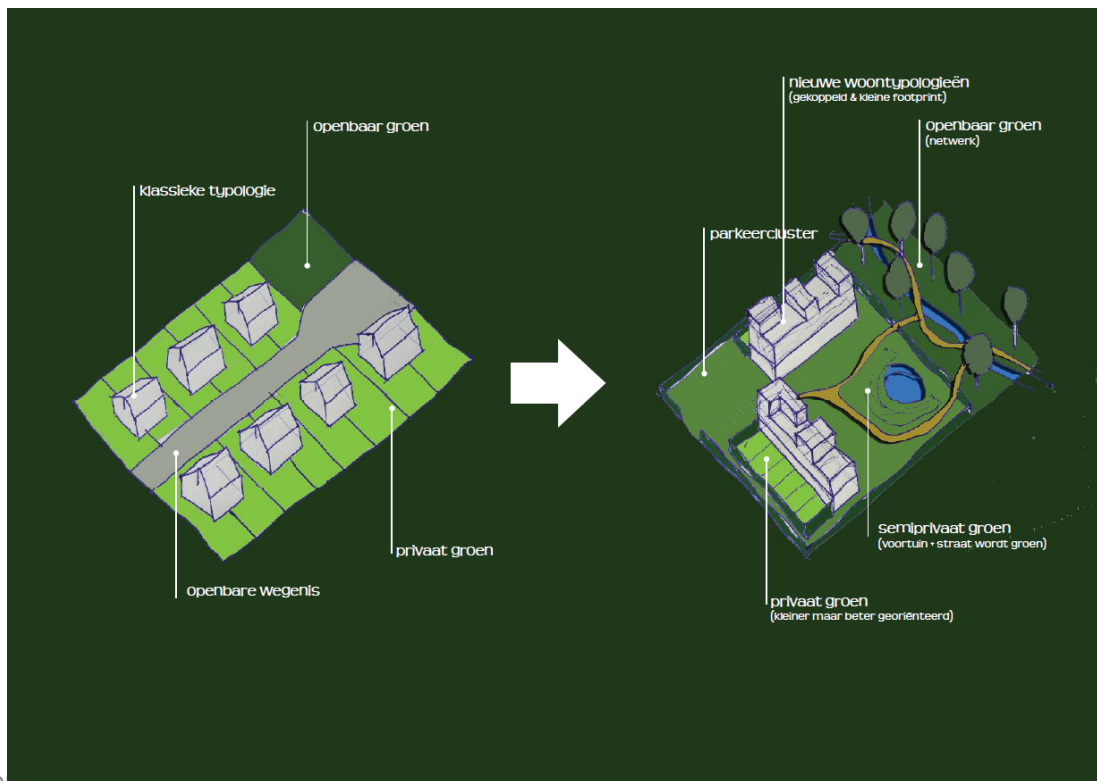 openbaar groen
klassieke typologie
privaat groen
openbare wegenis
nieuwe woontypologieën
(gekoppeld & kleine footprint)
openbaar groen
(netwerk)
parkeercluster
semiprivaat groen
(voortuin + straat wordt groen)
privaat groen
(kleiner maar beter georiënteerd)